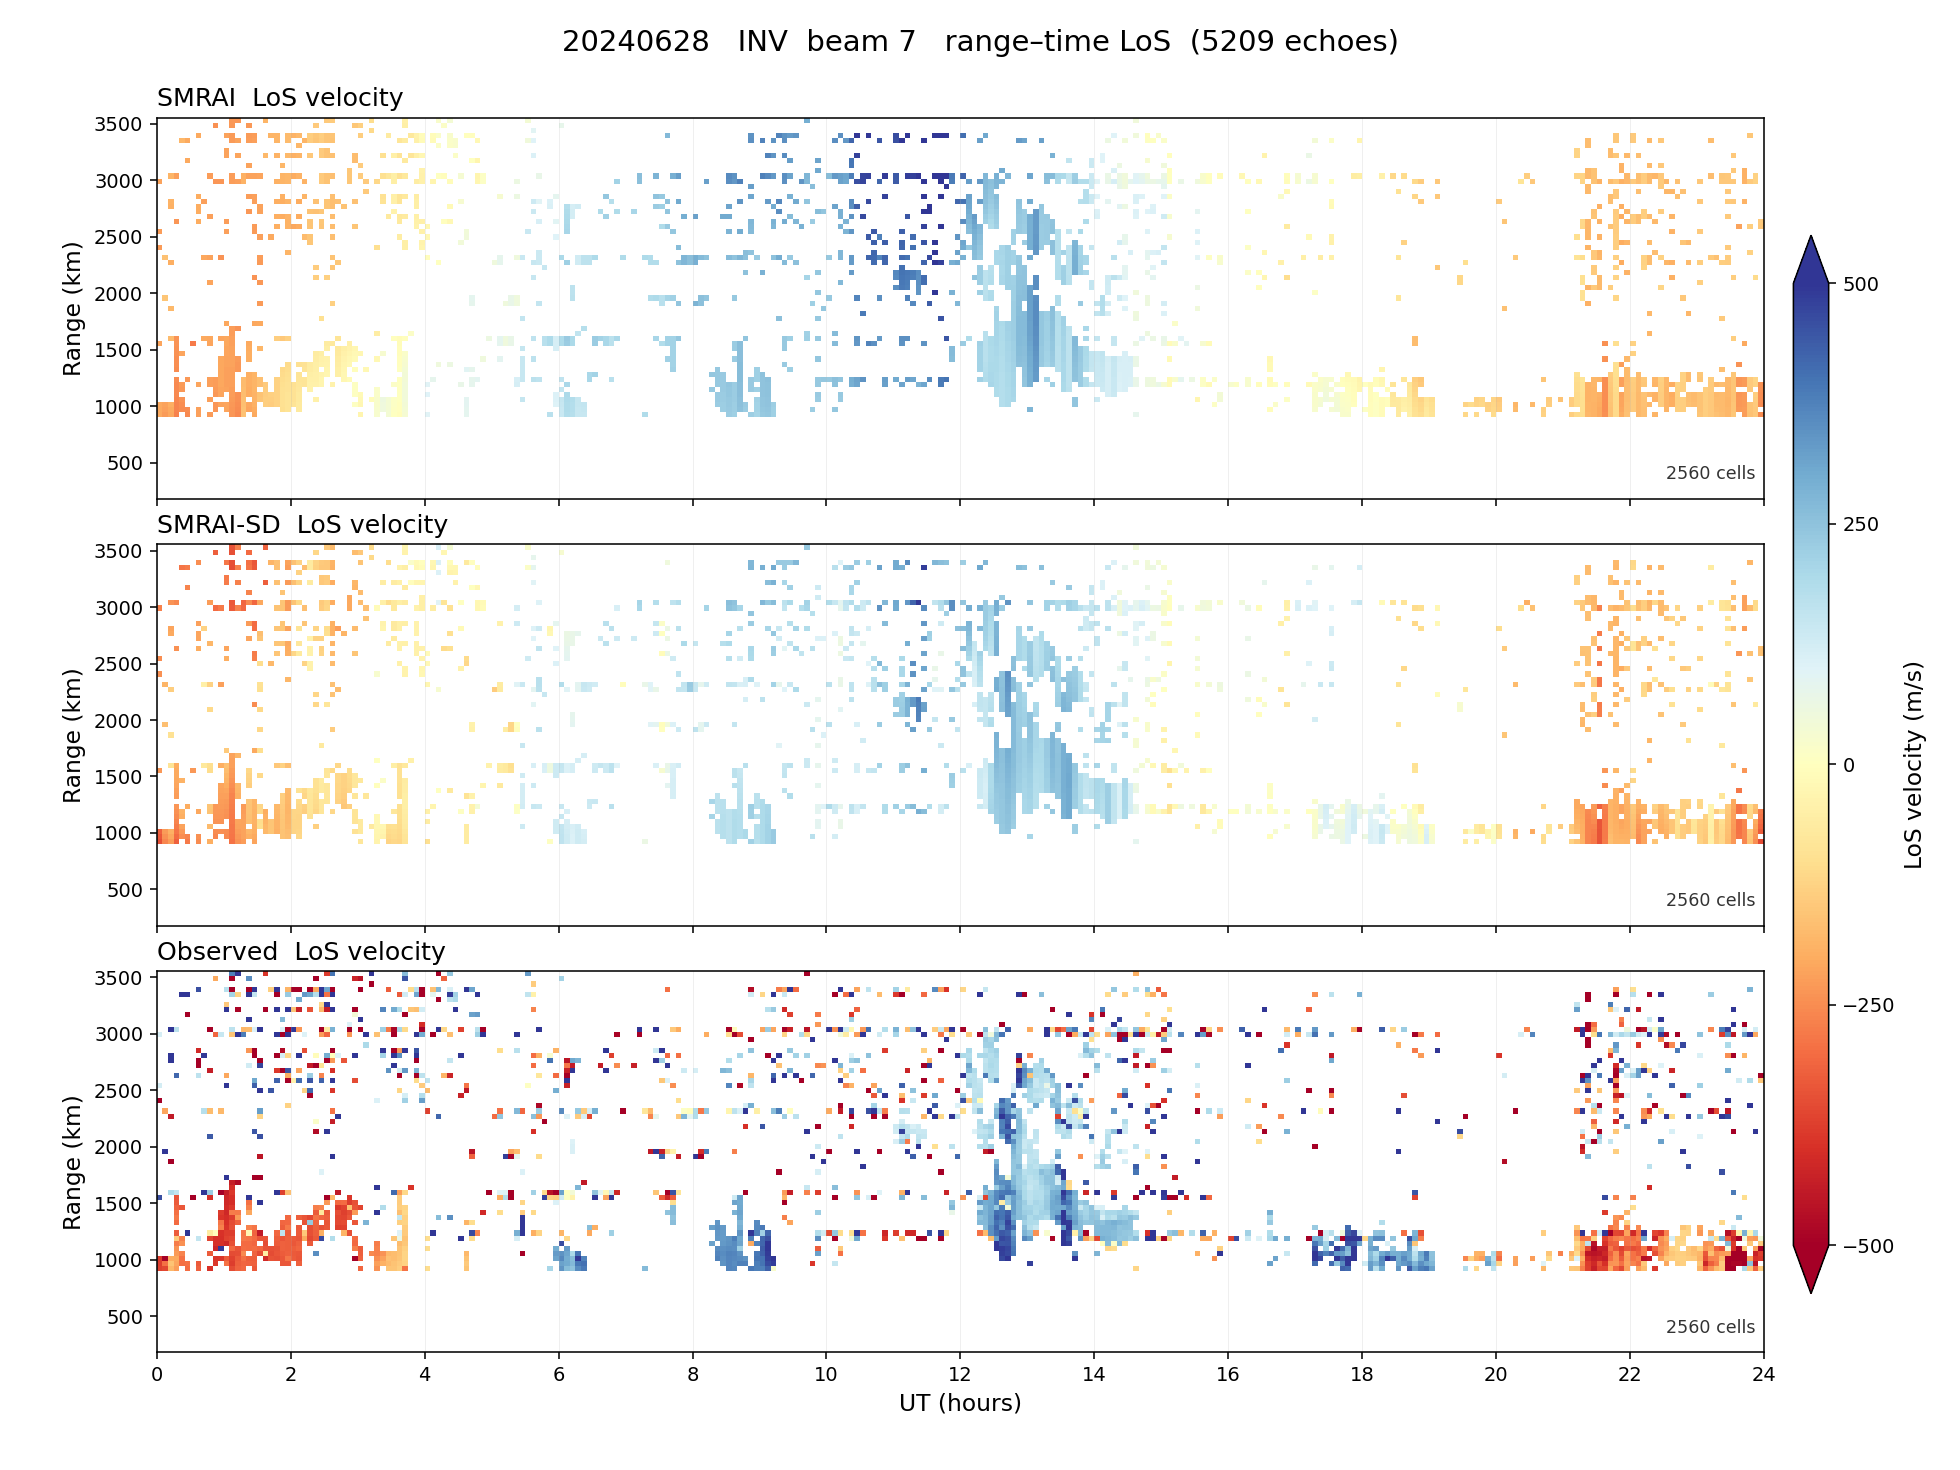 20240628   INV  beam 7   range–time LoS  (5209 echoes)
SMRAI  LoS velocity
3500
3000
2500
2000
1500
1000
500
Range (km)
2560 cells
SMRAI-SD  LoS velocity
3500
3000
2500
2000
1500
1000
500
Range (km)
2560 cells
Observed  LoS velocity
3500
3000
2500
2000
1500
1000
500
Range (km)
2560 cells
0 2 4 6 8 10 12 14 16 18 20 22 24
UT (hours)
500
250
0
−250
−500
LoS velocity (m/s)